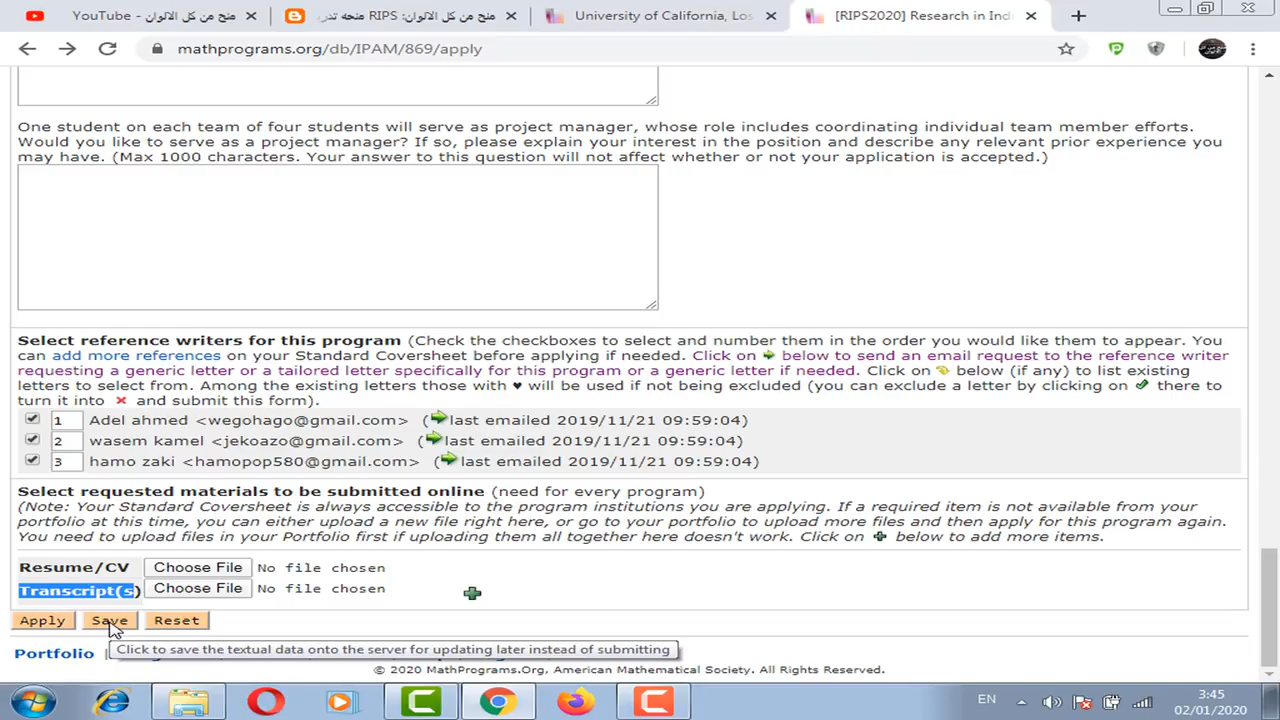 YouTube - منح من كل الالوان
منح من كل الالوان: RIPS منحه تدر
University of California, Los
[RIPS2020] Research in Indu
mathprograms.org/db/IPAM/869/apply
One student on each team of four students will serve as project manager, whose role includes coordinating individual team member efforts.
Would you like to serve as a project manager? If so, please explain your interest in the position and describe any relevant prior experience you
may have. (Max 1000 characters. Your answer to this question will not affect whether or not your application is accepted.)
Select reference writers for this program (Check the checkboxes to select and number them in the order you would like them to appear. You
can add more references on your Standard Coversheet before applying if needed. Click on below to send an email request to the reference writer
requesting a generic letter or a tailored letter specifically for this program or a generic letter if needed. Click on below (if any) to list existing
letters to select from. Among the existing letters those with ♥ will be used if not being excluded (you can exclude a letter by clicking on there to
turn it into and submit this form).
1 Adel ahmed <wegohago@gmail.com> (last emailed 2019/11/21 09:59:04)
2 wasem kamel <jekoazo@gmail.com> (last emailed 2019/11/21 09:59:04)
3 hamo zaki <hamopop580@gmail.com> (last emailed 2019/11/21 09:59:04)
Select requested materials to be submitted online (need for every program)
(Note: Your Standard Coversheet is always accessible to the program institutions you are applying. If a required item is not available from your
portfolio at this time, you can either upload a new file right here, or go to your portfolio to upload more files and then apply for this program again.
You need to upload files in your Portfolio first if uploading them all together here doesn't work. Click on below to add more items.
Resume/CV Choose File No file chosen
Transcript(s) Choose File No file chosen
Apply Save Reset
Click to save the textual data onto the server for updating later instead of submitting
Portfolio |
© 2020 MathPrograms.Org, American Mathematical Society. All Rights Reserved.
EN
3:45
02/01/2020